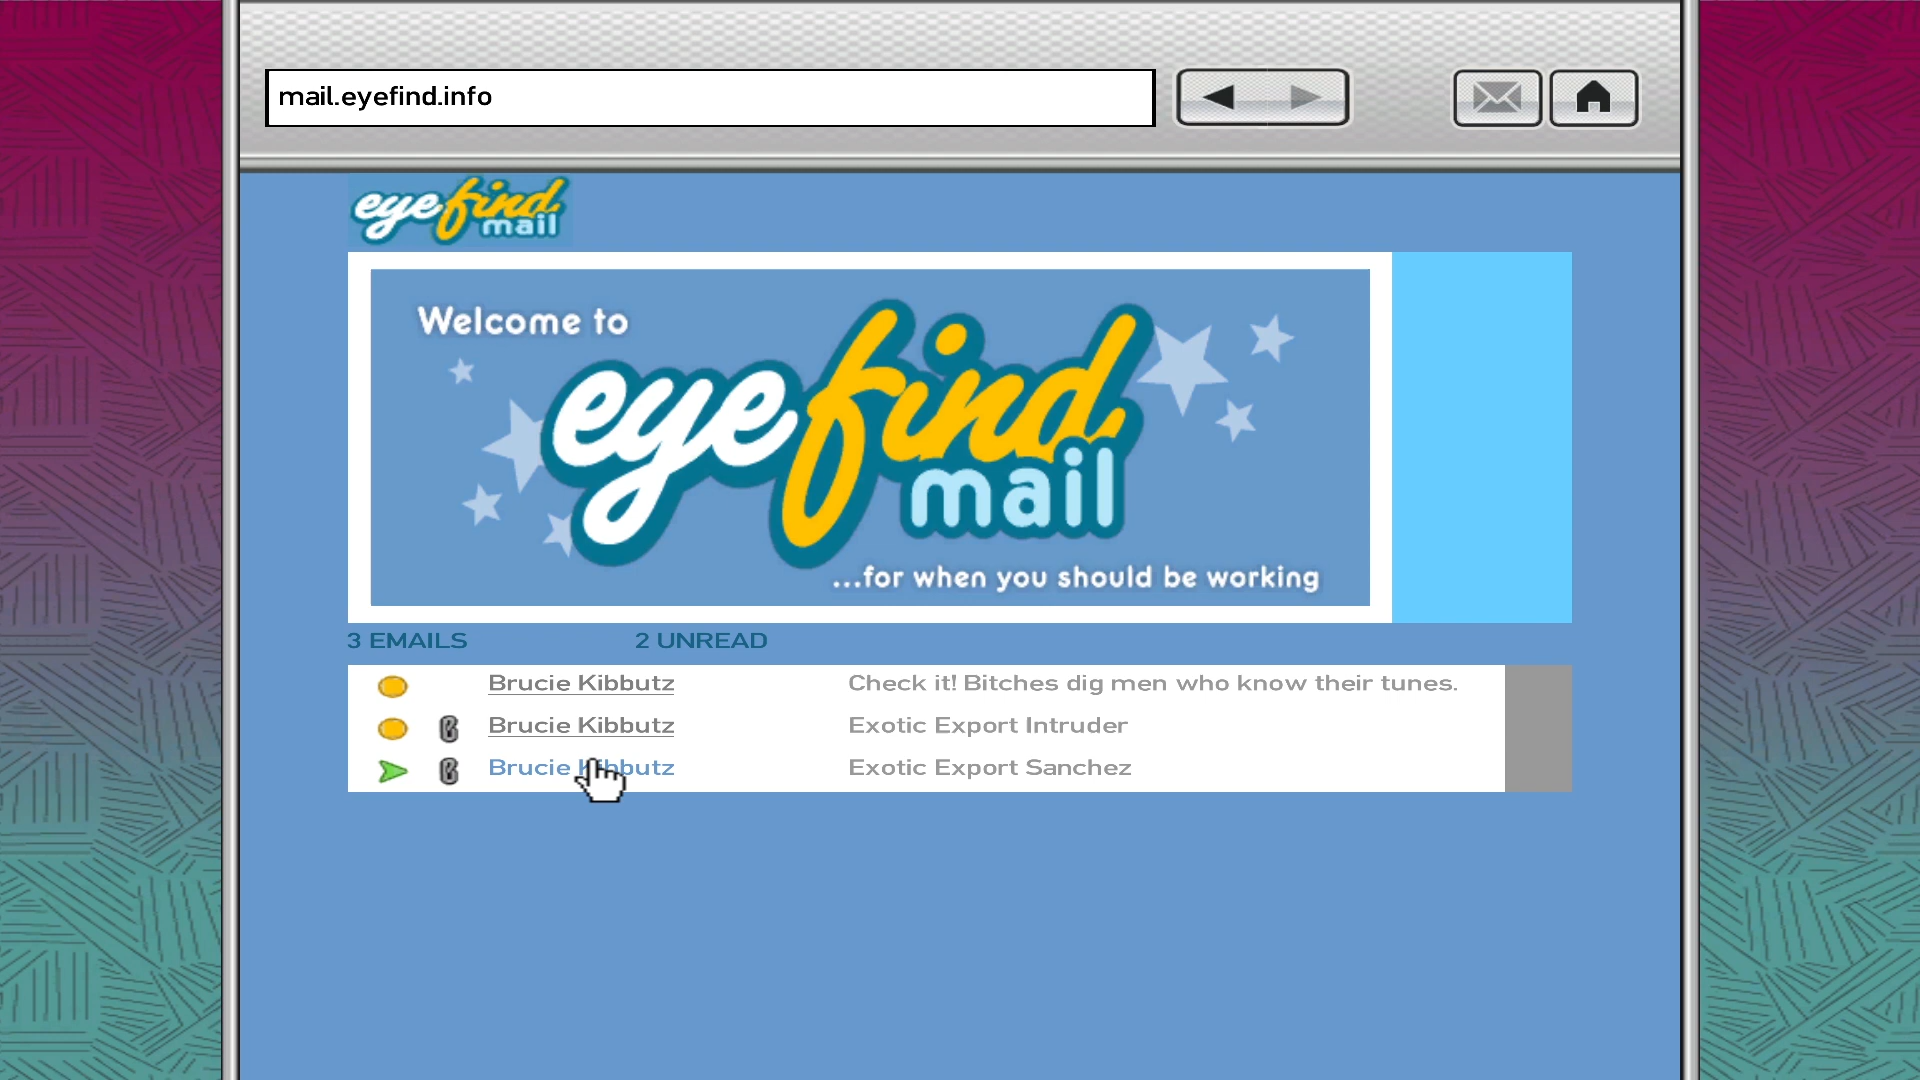 mail.eyefind.info
eyefind mail
Welcome to
eyefind
mail
...for when you should be working
3 EMAILS 2 UNREAD
Brucie Kibbutz Check it! Bitches dig men who know their tunes.
Brucie Kibbutz Exotic Export Intruder
Brucie Kibbutz Exotic Export Sanchez